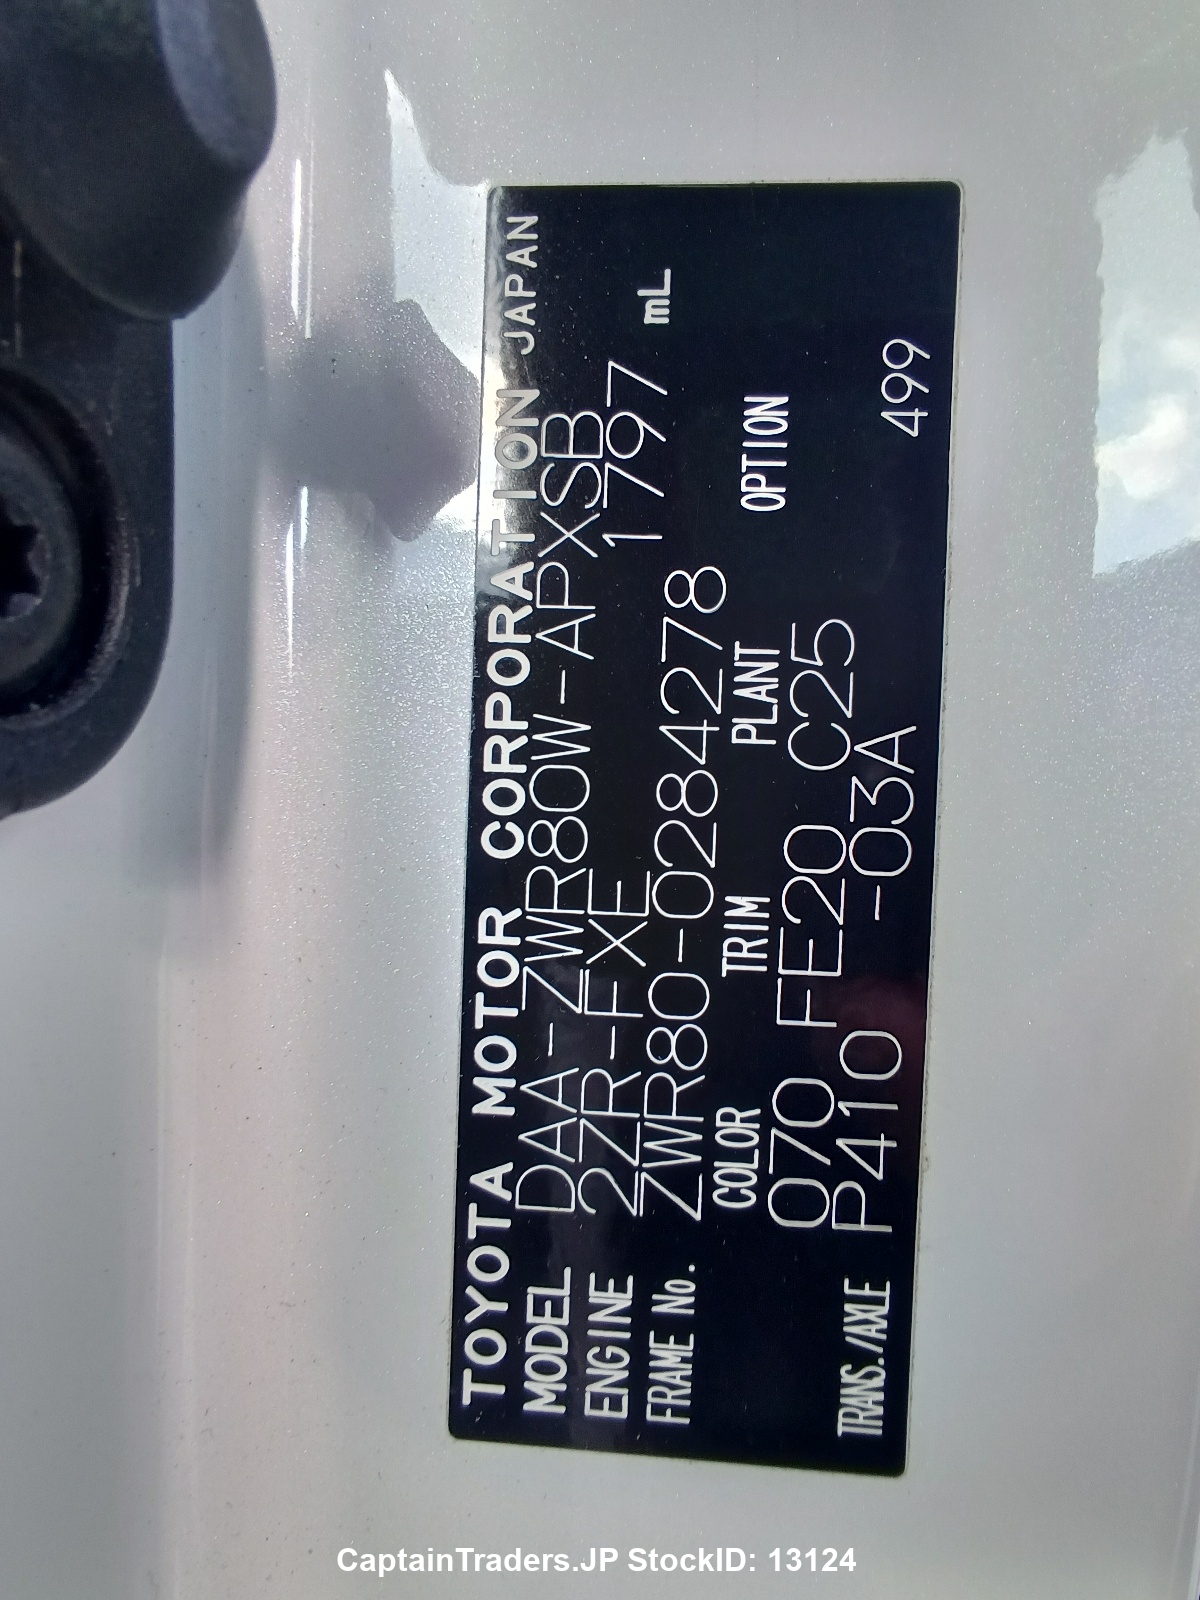 TOYOTA MOTOR CORPORATION JAPAN
MODEL DAA-ZWR80W-APXSB
ENGINE 2ZR-FXE 1797 mL
FRAME No. ZWR80-0284278
COLOR TRIM PLANT OPTION
070 FE20 C25
TRANS./AXLE P410 -03A 499
CaptainTraders.JP StockID: 13124